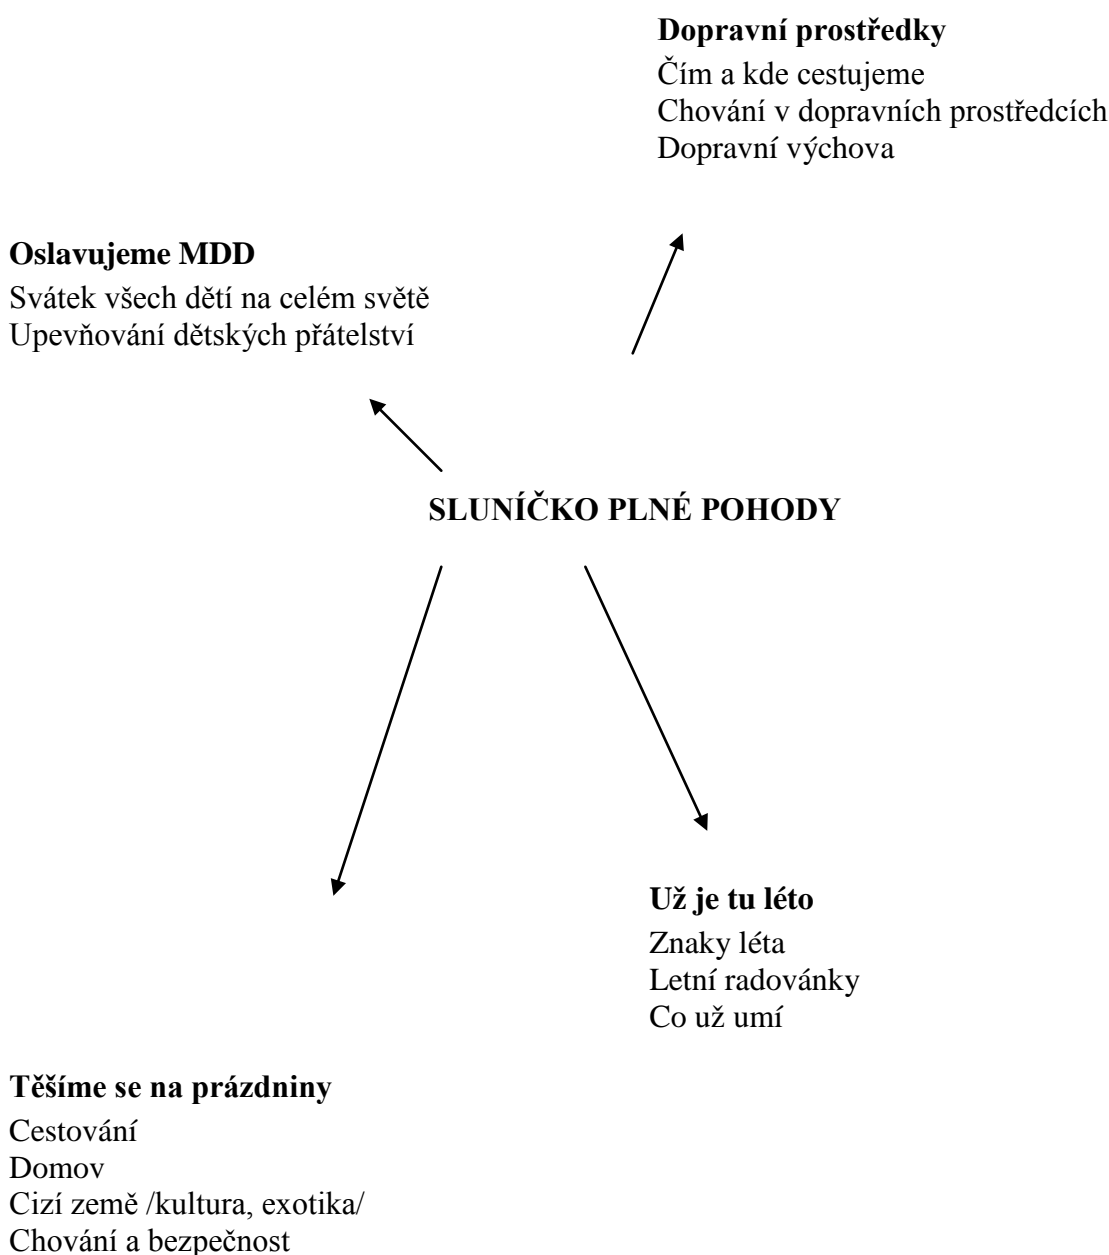 Dopravní prostředky
Čím a kde cestujeme
Chování v dopravních prostředcích
Dopravní výchova
Oslavujeme MDD
Svátek všech dětí na celém světě
Upevňování dětských přátelství
SLUNÍČKO PLNÉ POHODY
Už je tu léto
Znaky léta
Letní radovánky
Co už umí
Těšíme se na prázdniny
Cestování
Domov
Cizí země /kultura, exotika/
Chování a bezpečnost